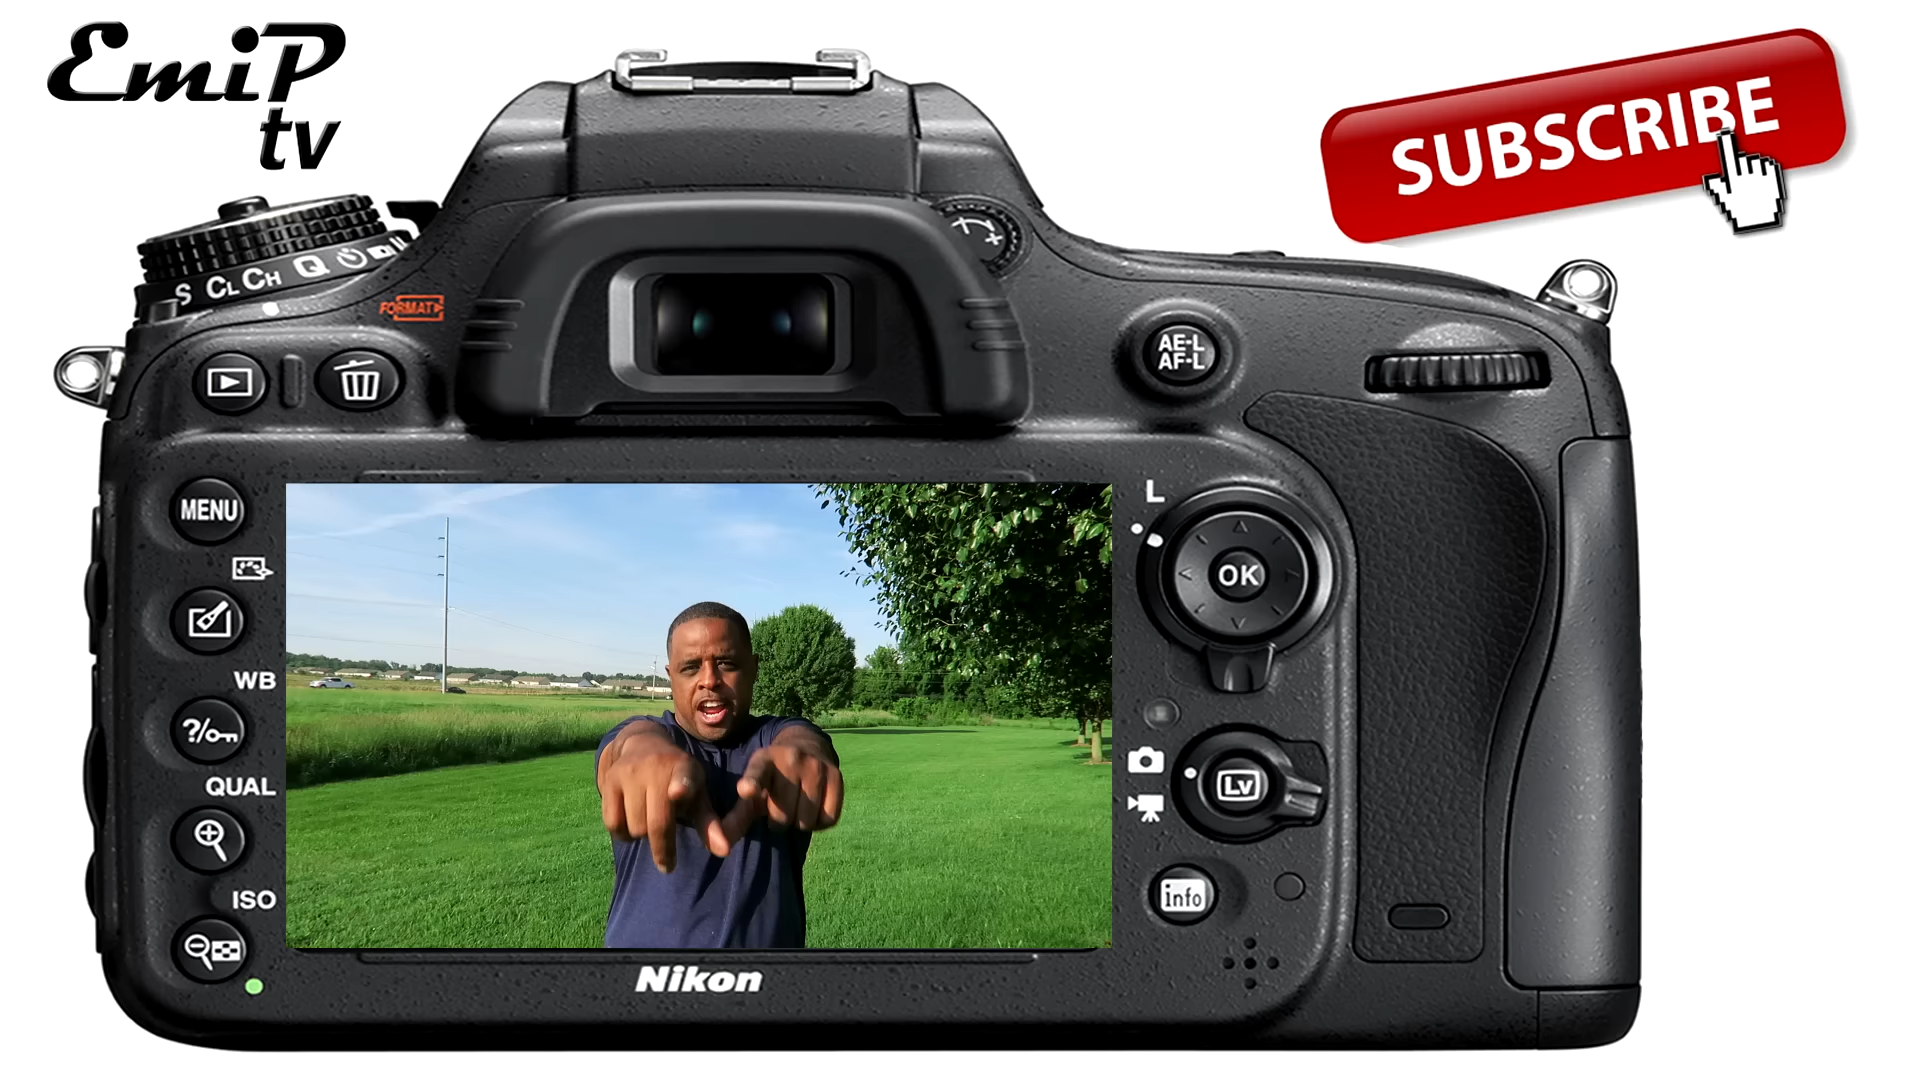 EmiP
tv
SUBSCRIBE
S CL CH Q
FORMAT
AE-L
AF-L
MENU
L
OK
WB
?/
QUAL
Lv
ISO
info
Nikon